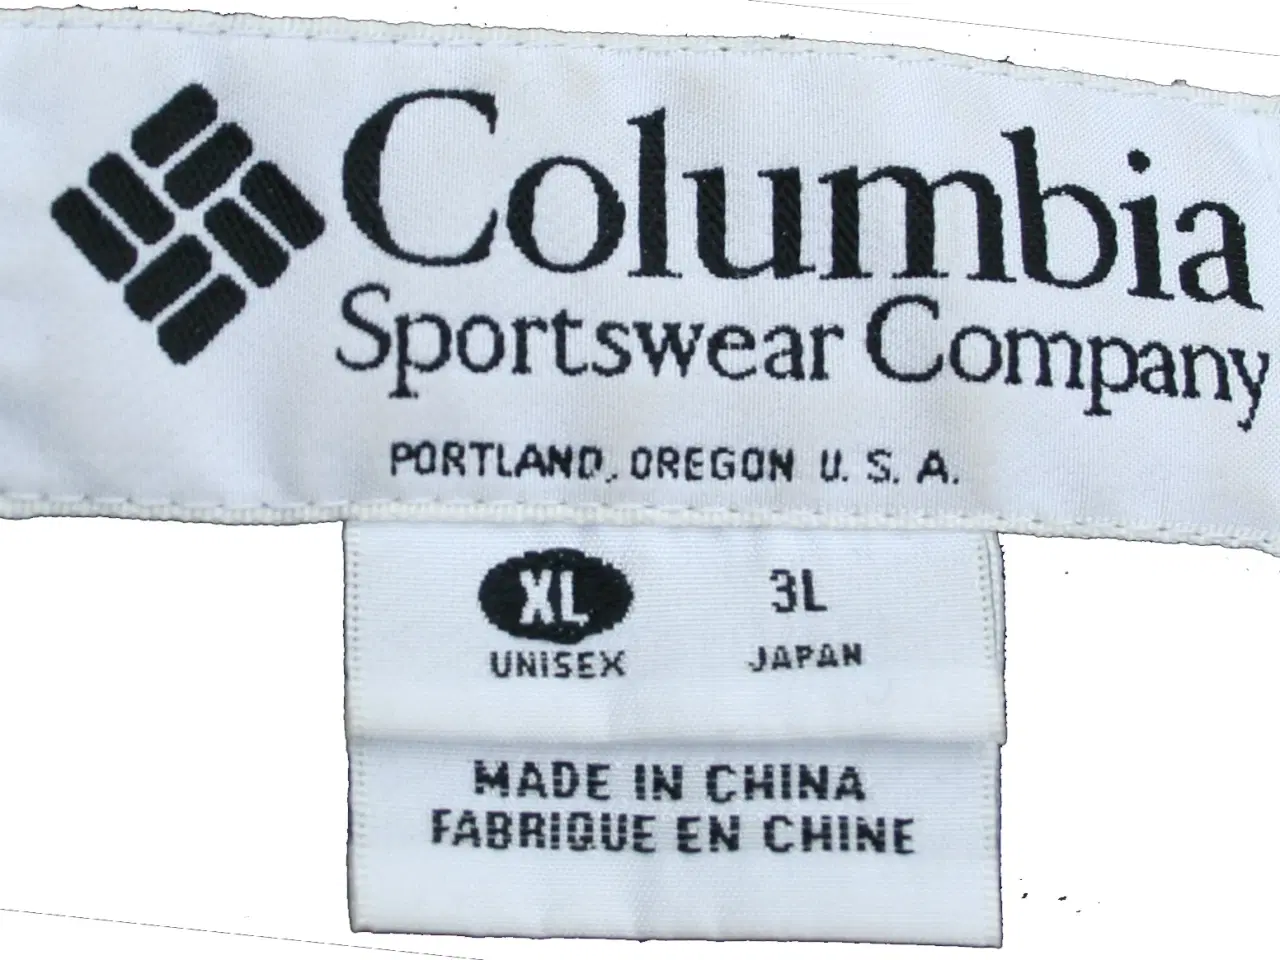 Columbia
Sportswear Company
PORTLAND, OREGON U. S. A.
XL 3L
UNISEX JAPAN
MADE IN CHINA
FABRIQUE EN CHINE